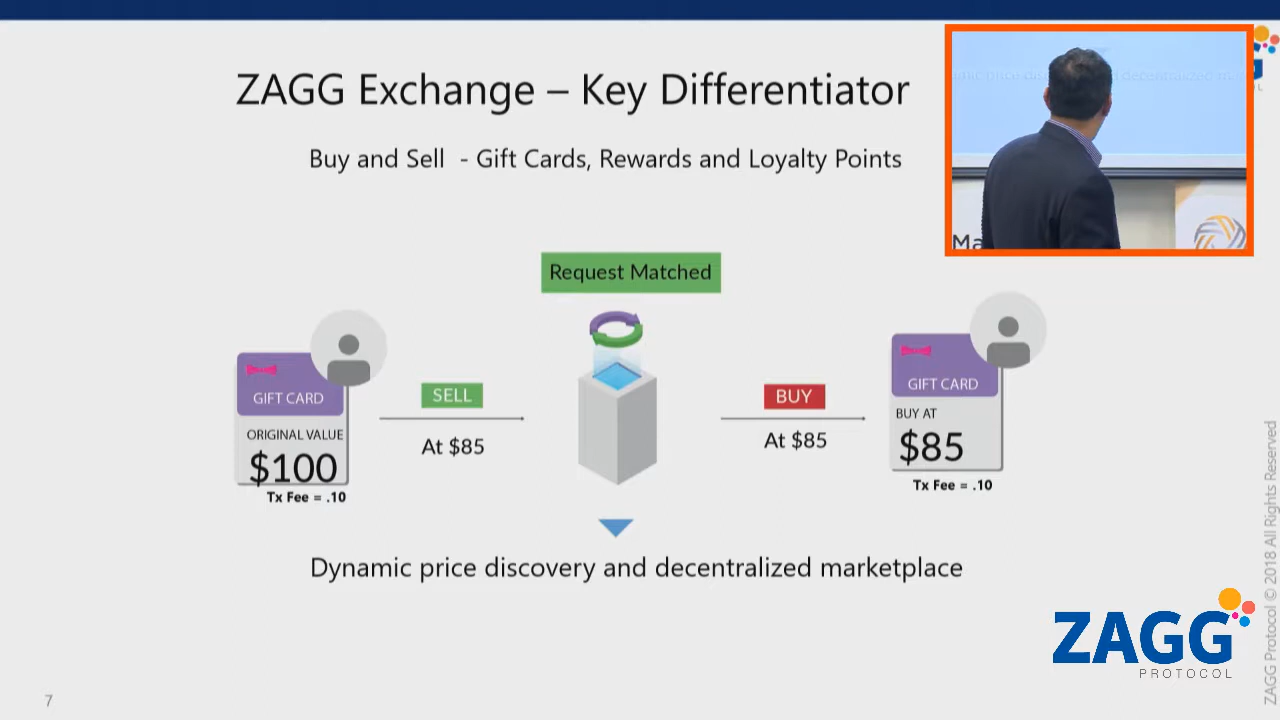 ZAGG Exchange – Key Differentiator
Buy and Sell - Gift Cards, Rewards and Loyalty Points
Ma
Request Matched
GIFT CARD
ORIGINAL VALUE
$100
Tx Fee = .10
SELL
At $85
BUY
At $85
GIFT CARD
BUY AT
$85
Tx Fee = .10
Dynamic price discovery and decentralized marketplace
ZAGG
PROTOCOL
ZAGG Protocol © 2018 All Rights Reserved
7